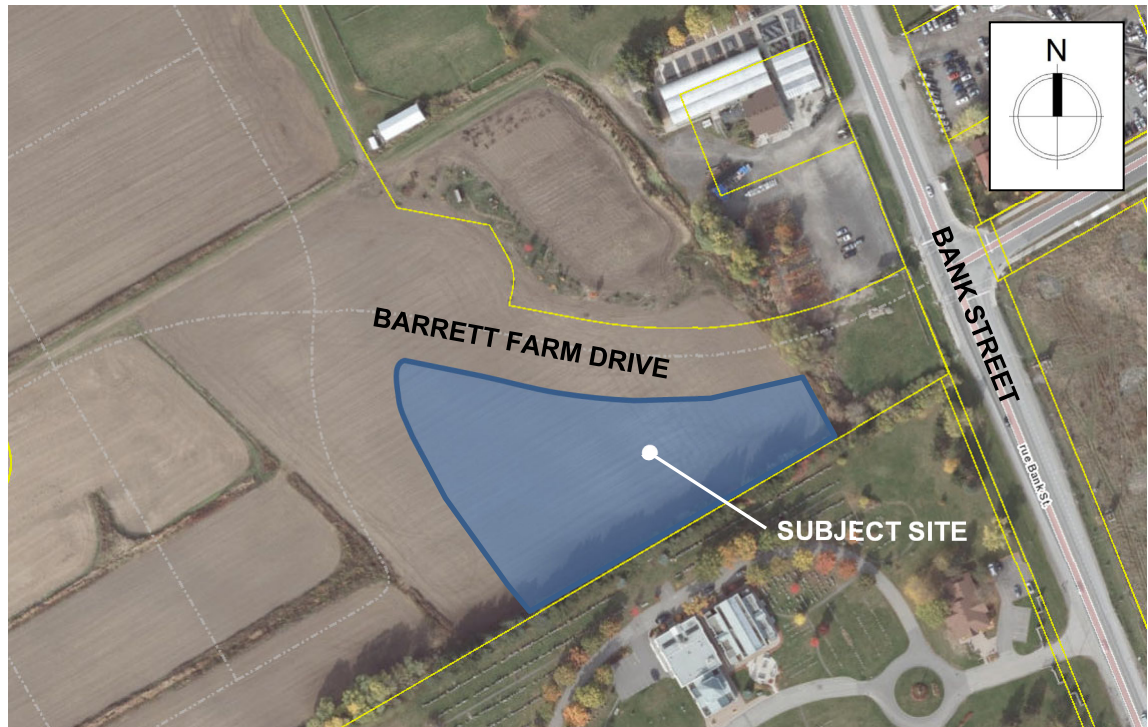 N
BANK STREET
BARRETT FARM DRIVE
rue Bank St.
SUBJECT SITE